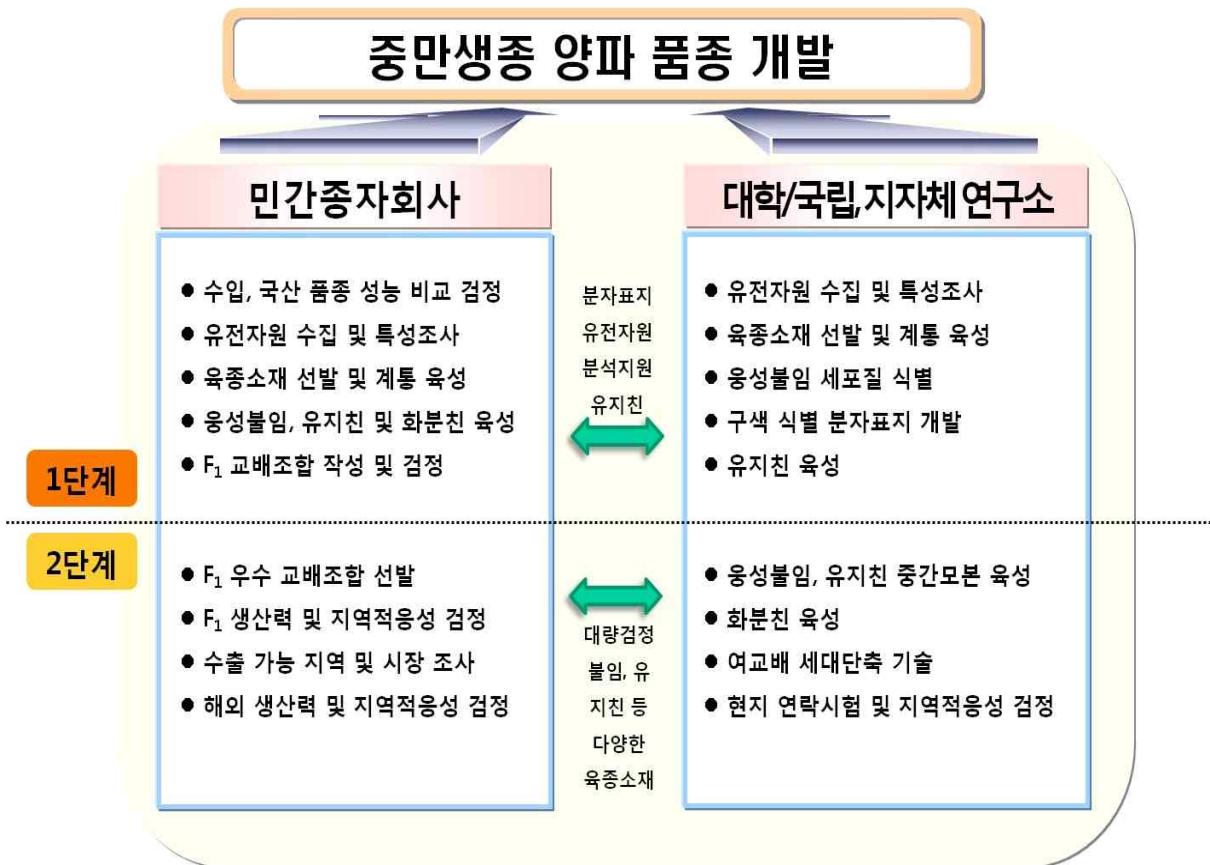 중만생종 양파 품종 개발
민간종자회사
● 수입, 국산 품종 성능 비교 검정
● 유전자원 수집 및 특성조사
● 육종소재 선발 및 계통 육성
● 웅성불임, 유지친 및 화분친 육성
● F₁ 교배조합 작성 및 검정
분자표지
유전자원
분석지원
유지친
대학/국립,지자체 연구소
● 유전자원 수집 및 특성조사
● 육종소재 선발 및 계통 육성
● 웅성불임 세포질 식별
● 구색 식별 분자표지 개발
● 유지친 육성
1단계
2단계
● F₁ 우수 교배조합 선발
● F₁ 생산력 및 지역적응성 검정
● 수출 가능 지역 및 시장 조사
● 해외 생산력 및 지역적응성 검정
대량검정
불임, 유
지친 등
다양한
육종소재
● 웅성불임, 유지친 중간모본 육성
● 화분친 육성
● 여교배 세대단축 기술
● 현지 연락시험 및 지역적응성 검정